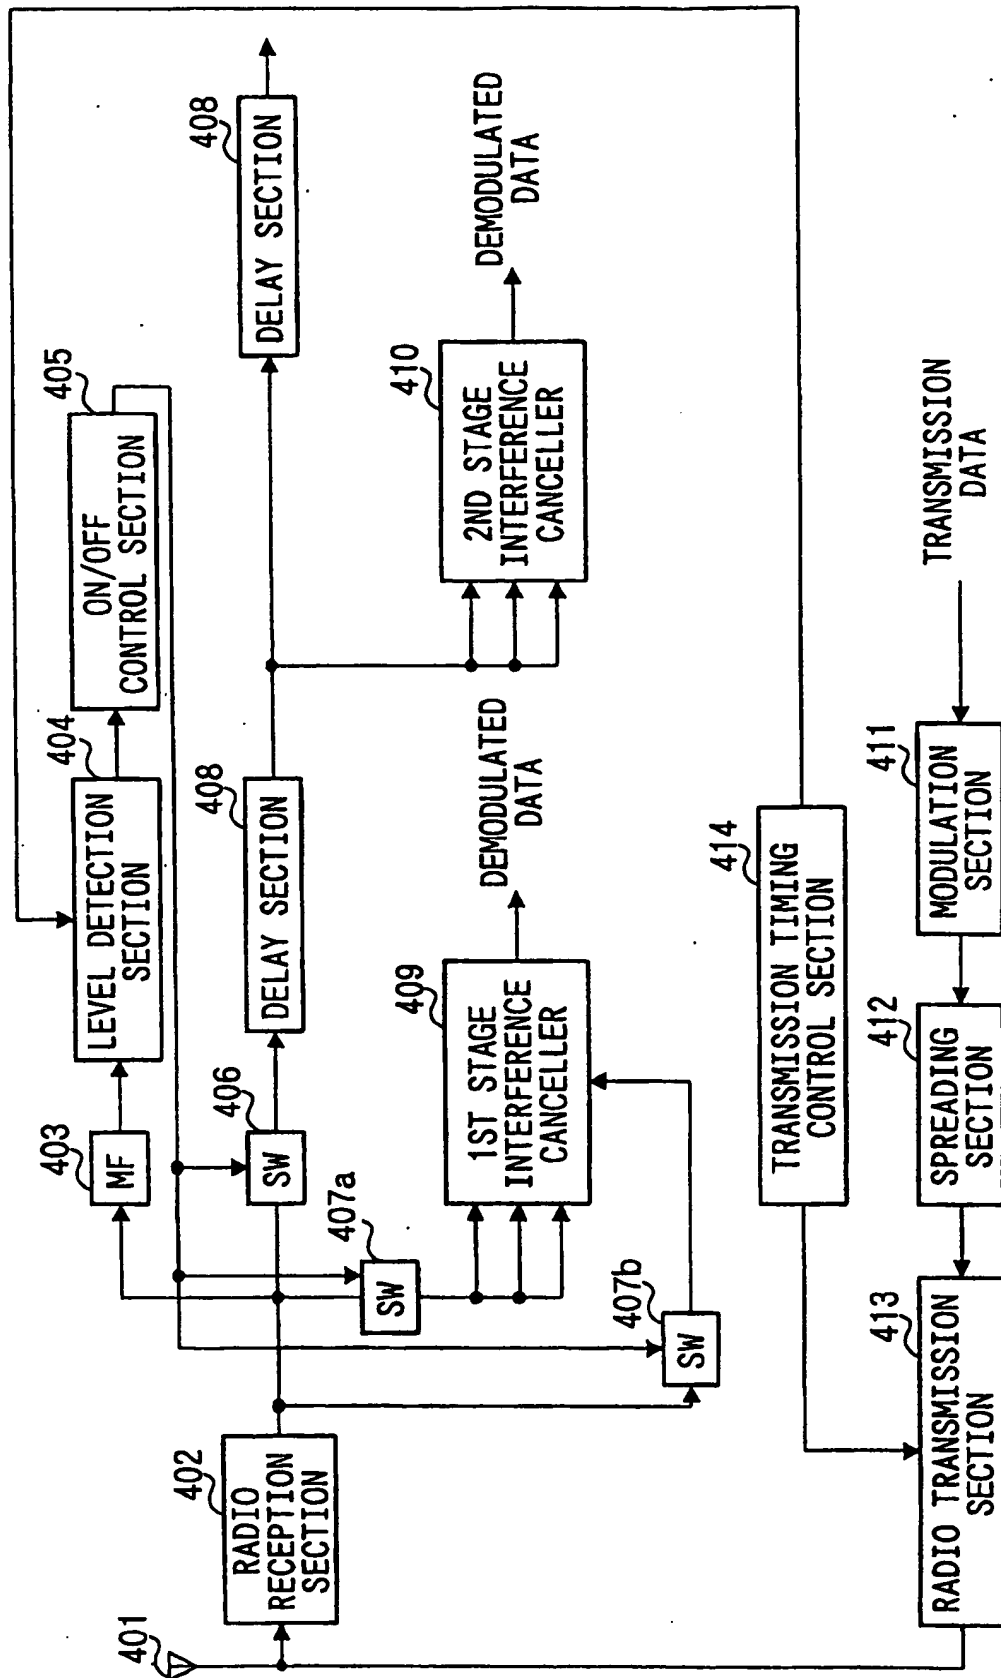 401
402
RADIO
RECEPTION
SECTION
403
MF
404
LEVEL DETECTION
SECTION
405
ON/OFF
CONTROL SECTION
406
SW
408
DELAY SECTION
408
DELAY SECTION
407a
SW
407b
SW
409
1ST STAGE
INTERFERENCE
CANCELLER
DEMODULATED
DATA
410
2ND STAGE
INTERFERENCE
CANCELLER
DEMODULATED
DATA
414
TRANSMISSION TIMING
CONTROL SECTION
413
RADIO TRANSMISSION
SECTION
412
SPREADING
SECTION
411
MODULATION
SECTION
TRANSMISSION
DATA